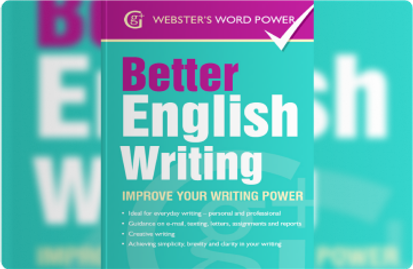 WEBSTER'S WORD POWER
Better
English
Writing
IMPROVE YOUR WRITING POWER
• Ideal for everyday writing – personal and professional
• Guidance on e-mail, texting, letters, assignments and reports
• Creative writing
• Achieving simplicity, brevity and clarity in your writing